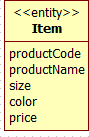 <<entity>>
Item
productCode
productName
size
color
price